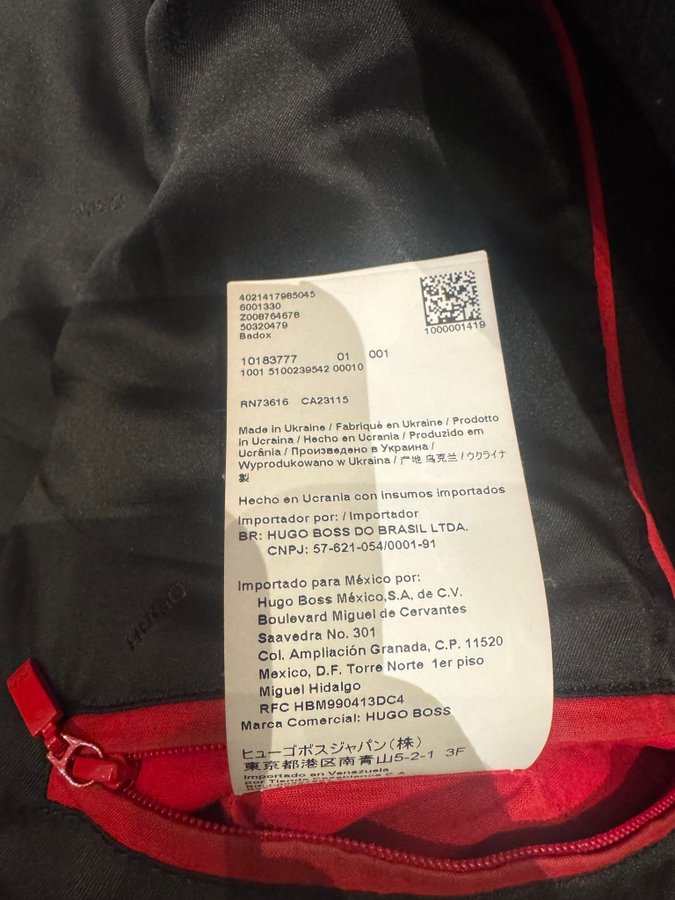 4021417985045
6001330
Z008764678
50320479
Badox
1000001419
10183777 01 001
1001 5100239542 00010
RN73616 CA23115
Made in Ukraine / Fabriqué en Ukraine / Prodotto
in Ucraina / Hecho en Ucrania / Produzido em
Ucrânia / Произведено в Украина /
Wyprodukowano w Ukraina / 产地 乌克兰 / ウクライナ
製
Hecho en Ucrania con insumos importados
Importador por: / Importador
BR: HUGO BOSS DO BRASIL LTDA.
CNPJ: 57-621-054/0001-91
Importado para México por:
Hugo Boss México,S.A, de C.V.
Boulevard Miguel de Cervantes
Saavedra No. 301
Col. Ampliación Granada, C.P. 11520
Mexico, D.F. Torre Norte 1er piso
Miguel Hidalgo
RFC HBM990413DC4
Marca Comercial: HUGO BOSS
ヒューゴボスジャパン(株)
東京都港区南青山5-2-1 3F
Importado en Venezuela
por Tienda Casablanca C.A
HUGO